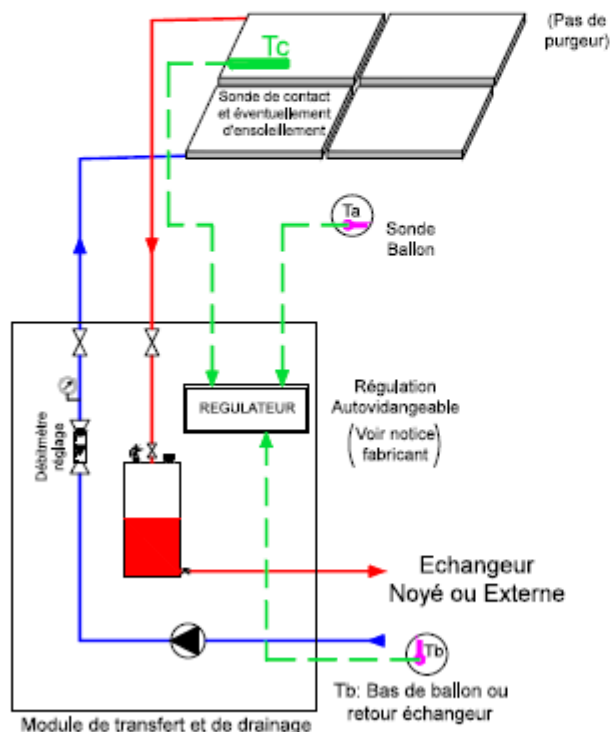 (Pas de
purgeur)
Tc
Sonde de contact
et éventuellement
d'ensoleillement
Ta
Sonde
Ballon
REGULATEUR
Régulation
Autovidangeable
(Voir notice
fabricant)
Débitmètre
réglage
Echangeur
Noyé ou Externe
Tb
Tb: Bas de ballon ou
retour échangeur
Module de transfert et de drainage